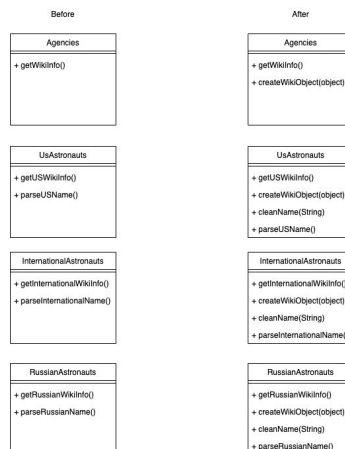 Before
Agencies
+ getWikiInfo()
UsAstronauts
+ getUSWikiInfo()
+ parseUSName()
InternationalAstronauts
+ getInternationalWikiInfo()
+ parseInternationalName()
RussianAstronauts
+ getRussianWikiInfo()
+ parseRussianName()
After
Agencies
+ getWikiInfo()
+ createWikiObject(object)
UsAstronauts
+ getUSWikiInfo()
+ createWikiObject(object)
+ cleanName(String)
+ parseUSName()
InternationalAstronauts
+ getInternationalWikiInfo()
+ createWikiObject(object)
+ cleanName(String)
+ parseInternationalName(
RussianAstronauts
+ getRussianWikiInfo()
+ createWikiObject(object)
+ cleanName(String)
+ parseRussianName()